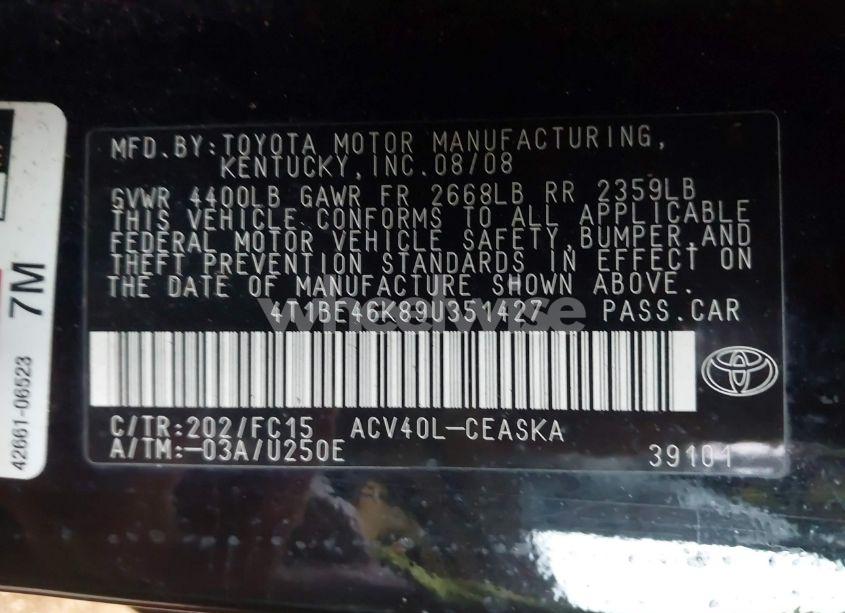 MFD.BY:TOYOTA MOTOR MANUFACTURING,
KENTUCKY,INC.08/08
GVWR 4400LB GAWR FR 2668LB RR 2359LB
THIS VEHICLE CONFORMS TO ALL APPLICABLE
FEDERAL MOTOR VEHICLE SAFETY,BUMPER,AND
THEFT PREVENTION STANDARDS IN EFFECT ON
THE DATE OF MANUFACTURE SHOWN ABOVE.
4T1BE46K89U351427 PASS.CAR
wheelwise
C/TR:202/FC15 ACV40L-CEASKA
A/TM:-03A/U250E 39101
7M
42661-06523